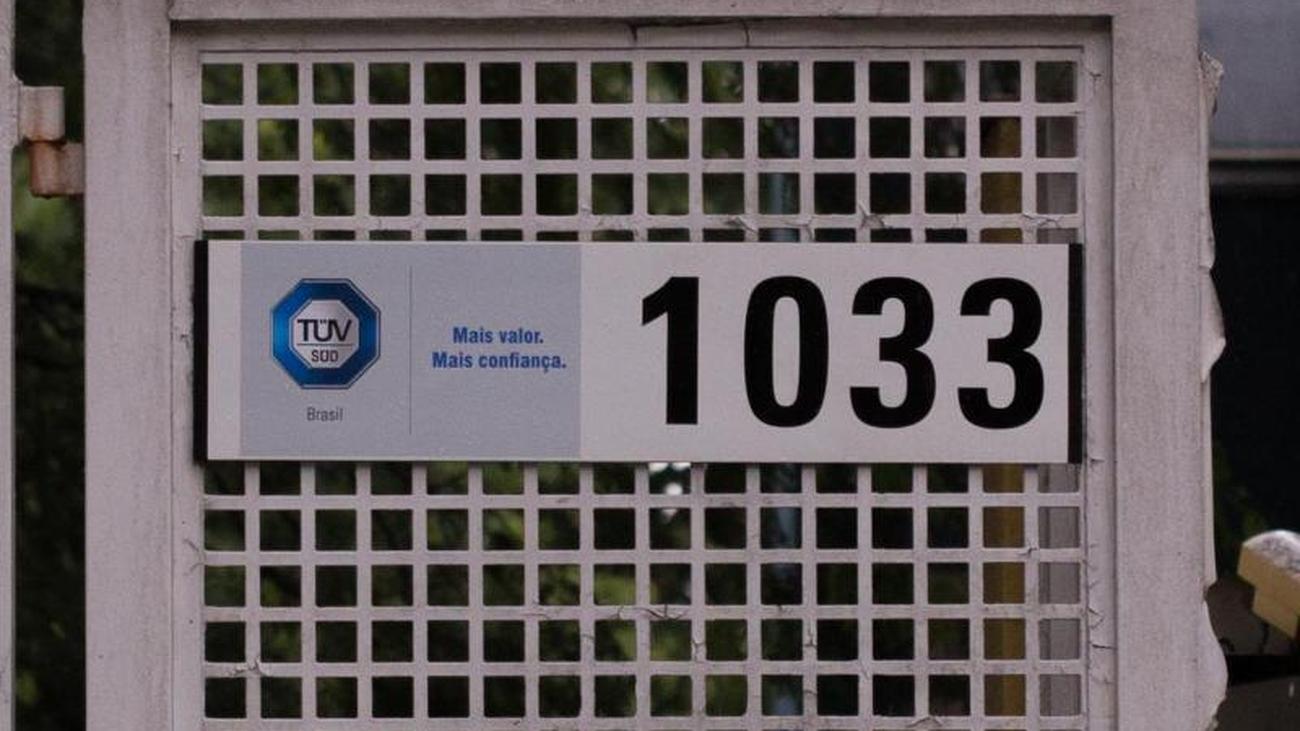 TÜV
SÜD
Brasil
Mais valor.
Mais confiança.
1033